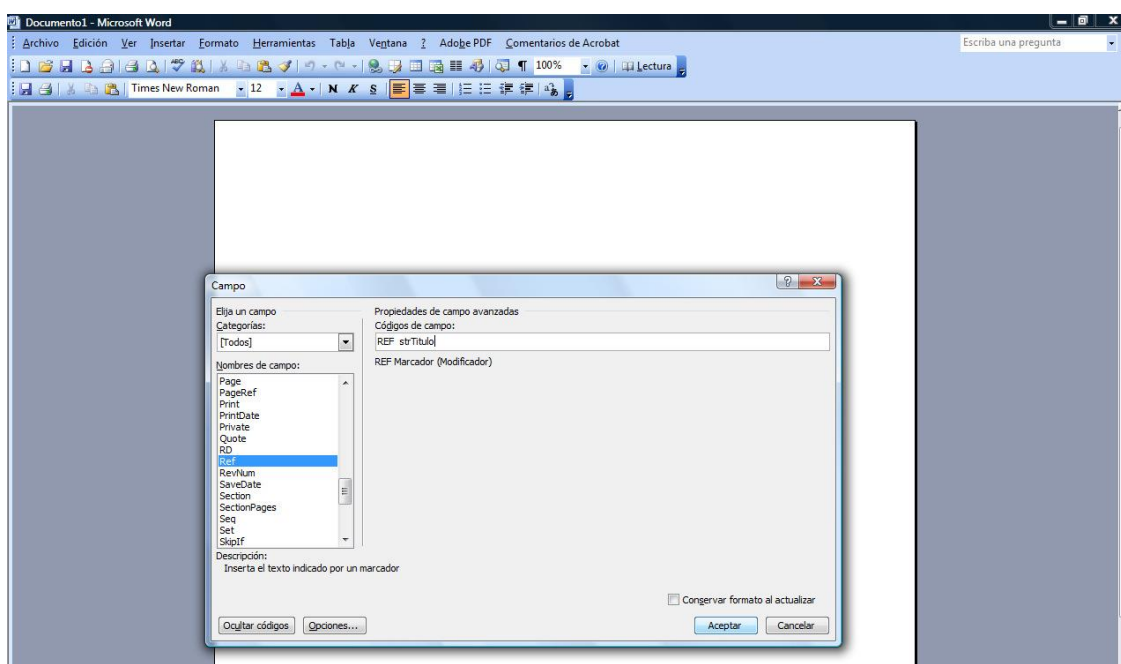 Documento1 - Microsoft Word
Archivo Edición Ver Insertar Formato Herramientas Tabla Ventana ? Adobe PDF Comentarios de Acrobat Escriba una pregunta
100% Lectura
Times New Roman 12 N K S
Campo
Elija un campo Propiedades de campo avanzadas
Categorías: Códigos de campo:
[Todos] REF strTitulo
Nombres de campo: REF Marcador (Modificador)
Page
PageRef
Print
PrintDate
Private
Quote
RD
Ref
RevNum
SaveDate
Section
SectionPages
Seq
Set
SkipIf
Descripción:
Inserta el texto indicado por un marcador
Conservar formato al actualizar
Ocultar códigos Opciones... Aceptar Cancelar